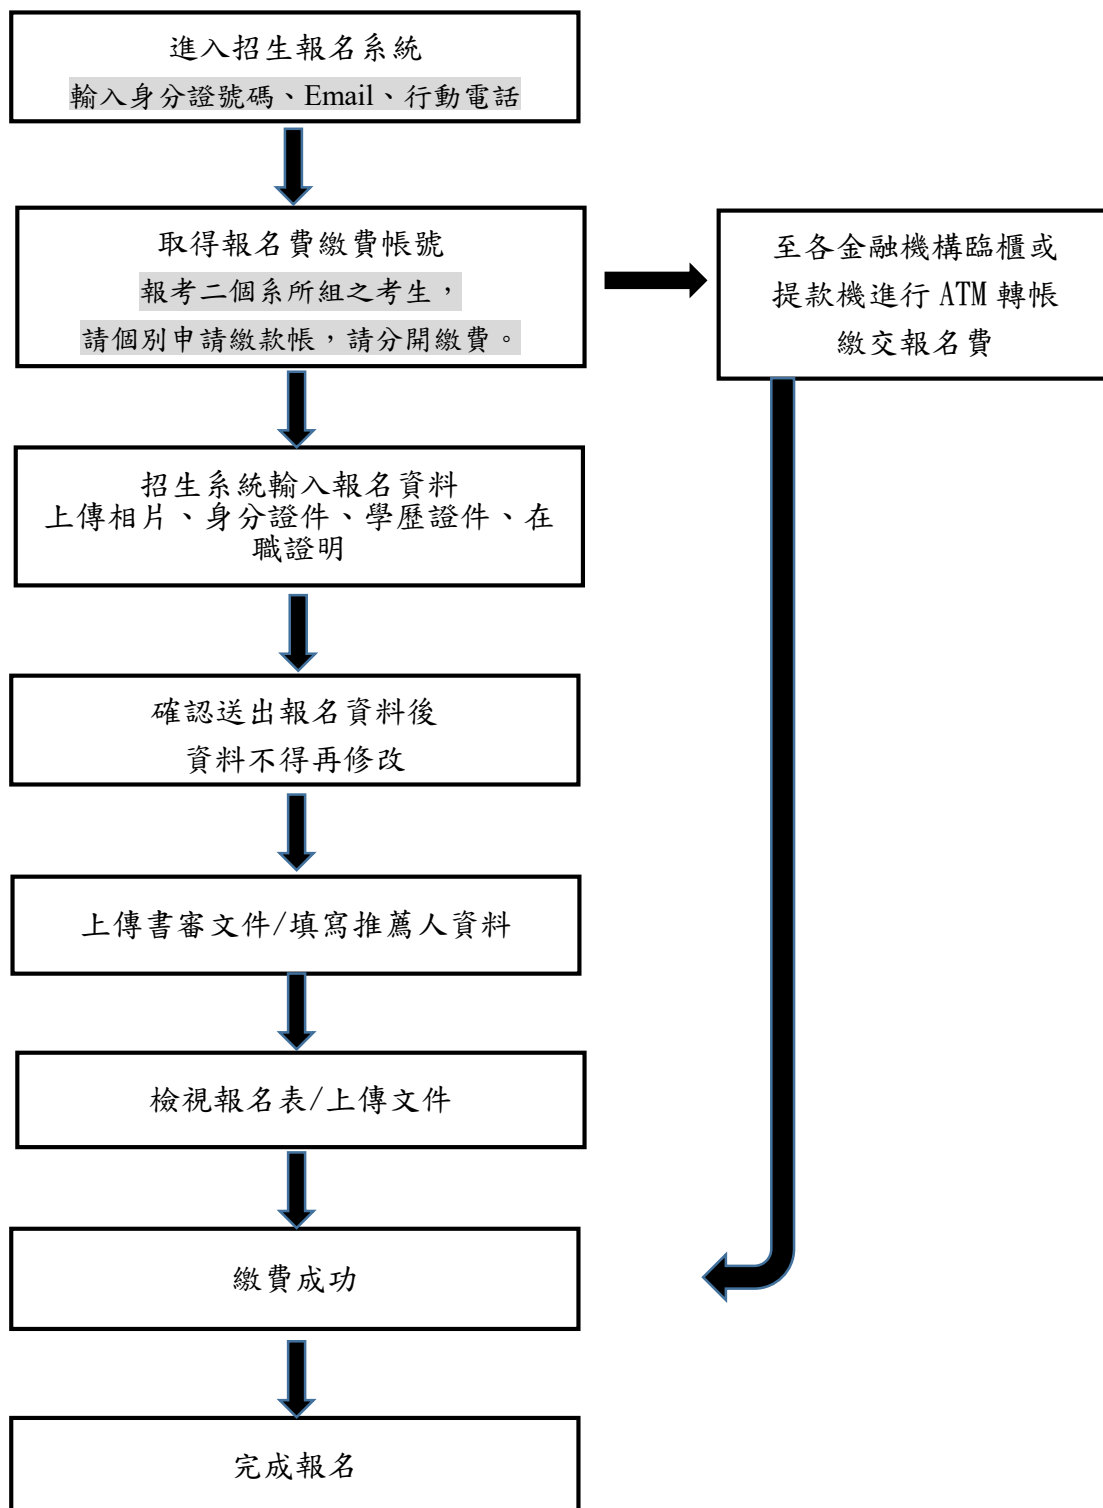 進入招生報名系統
輸入身分證號碼、Email、行動電話
取得報名費繳費帳號
報考二個系所組之考生，
請個別申請繳款帳，請分開繳費。
至各金融機構臨櫃或
提款機進行 ATM 轉帳
繳交報名費
招生系統輸入報名資料
上傳相片、身分證件、學歷證件、在
職證明
確認送出報名資料後
資料不得再修改
上傳書審文件/填寫推薦人資料
檢視報名表/上傳文件
繳費成功
完成報名